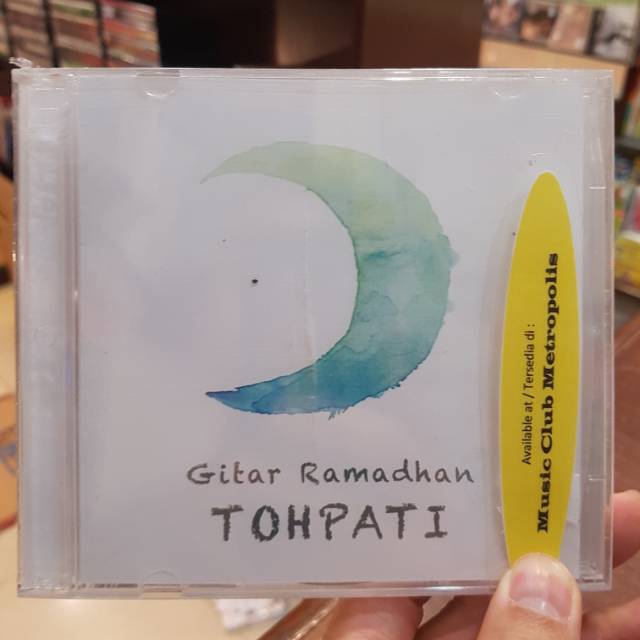 Gitar Ramadhan
TOHPATI
Available at / Tersedia di :
Music Club Metropolis